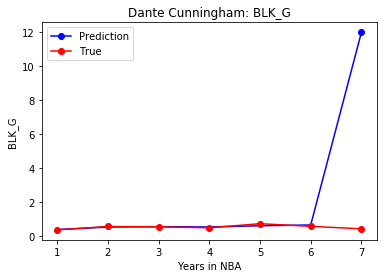 Dante Cunningham: BLK_G
Prediction
True
12
10
8
6
4
2
0
BLK_G
1 2 3 4 5 6 7
Years in NBA